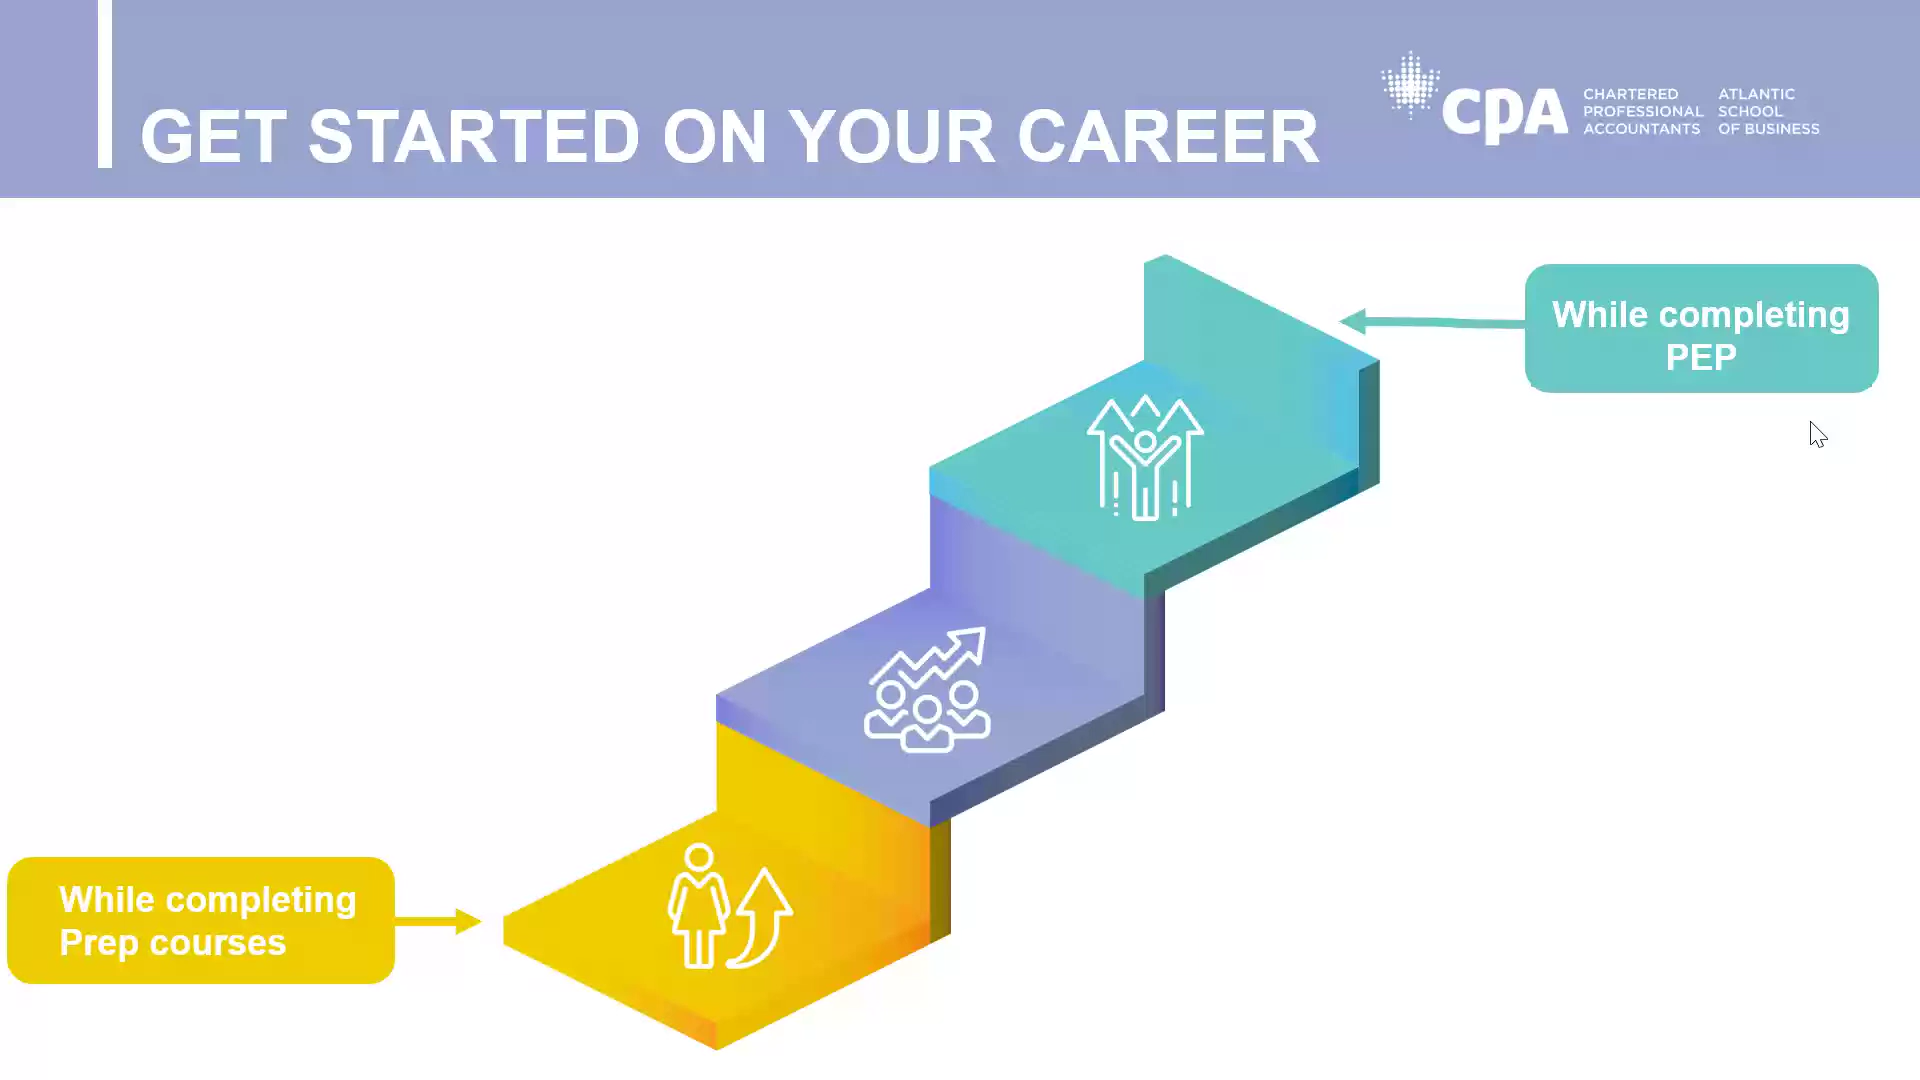 GET STARTED ON YOUR CAREER
cpa
CHARTERED
PROFESSIONAL
ACCOUNTANTS
ATLANTIC
SCHOOL
OF BUSINESS
While completing
PEP
While completing
Prep courses